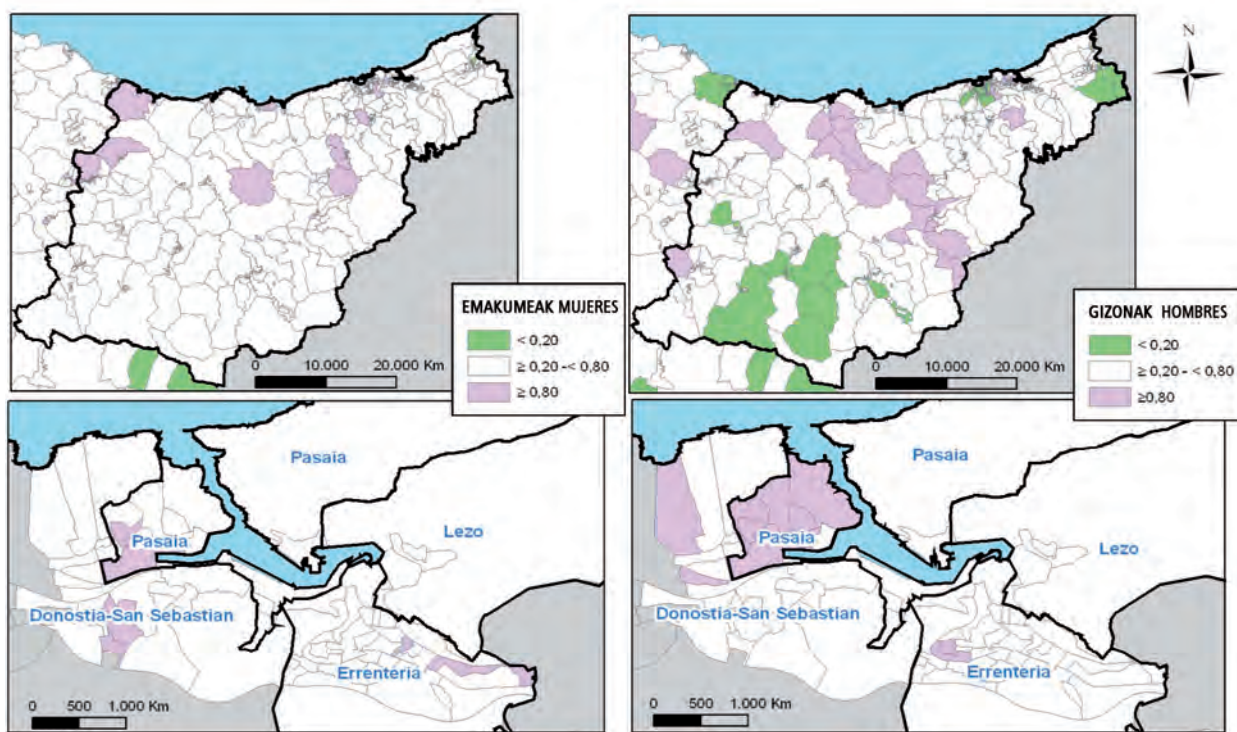 N
EMAKUMEAK MUJERES
< 0,20
≥ 0,20 -< 0,80
≥ 0,80
0 10.000 20.000 Km
GIZONAK HOMBRES
< 0,20
≥ 0,20 - < 0,80
≥0,80
0 10.000 20.000 Km
Pasaia
Lezo
Pasaia
Donostia-San Sebastian
Errenteria
0 500 1.000 Km
Pasaia
Lezo
Pasaia
Donostia-San Sebastian
Errenteria
0 500 1.000 Km